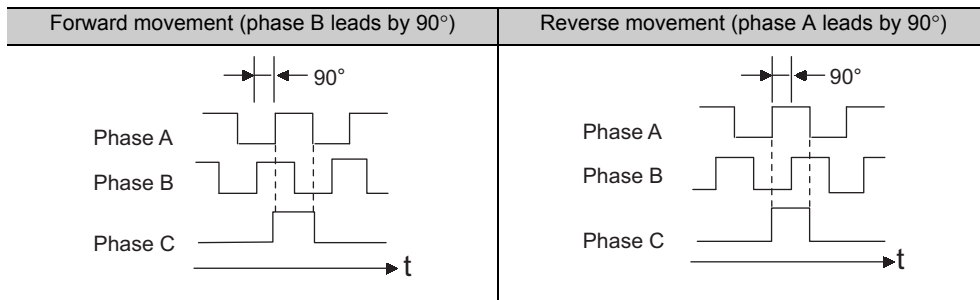 Forward movement (phase B leads by 90°)
Reverse movement (phase A leads by 90°)
90°
Phase A
Phase B
Phase C
t
90°
Phase A
Phase B
Phase C
t